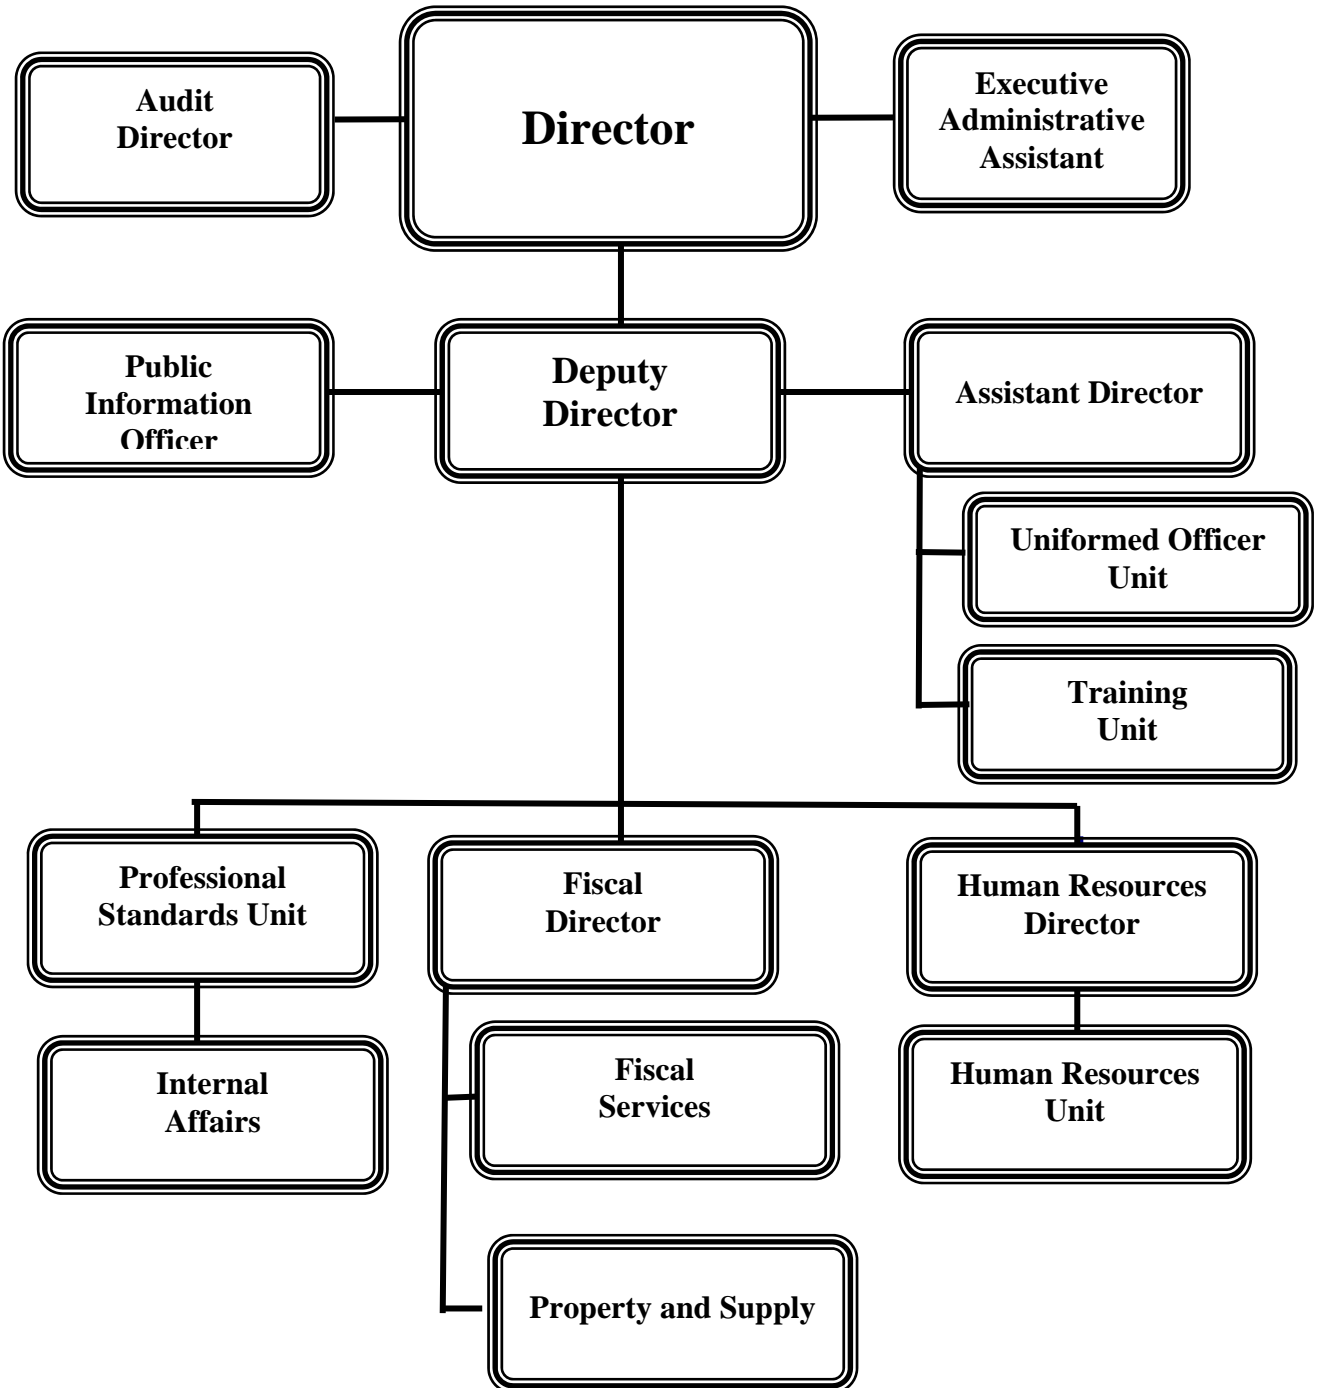 Audit
Director
Director
Executive
Administrative
Assistant
Public
Information
Officer
Deputy
Director
Assistant Director
Uniformed Officer
Unit
Training
Unit
Professional
Standards Unit
Fiscal
Director
Human Resources
Director
Internal
Affairs
Fiscal
Services
Human Resources
Unit
Property and Supply